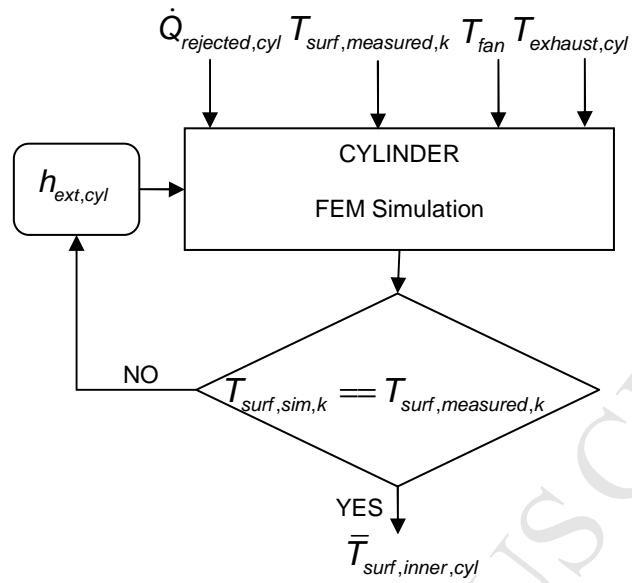 Q̇rejected,cyl Tsurf,measured,k Tfan Texhaust,cyl
CYLINDER
hext,cyl
FEM Simulation
NO
Tsurf,sim,k == Tsurf,measured,k
YES
T̄surf,inner,cyl
USC